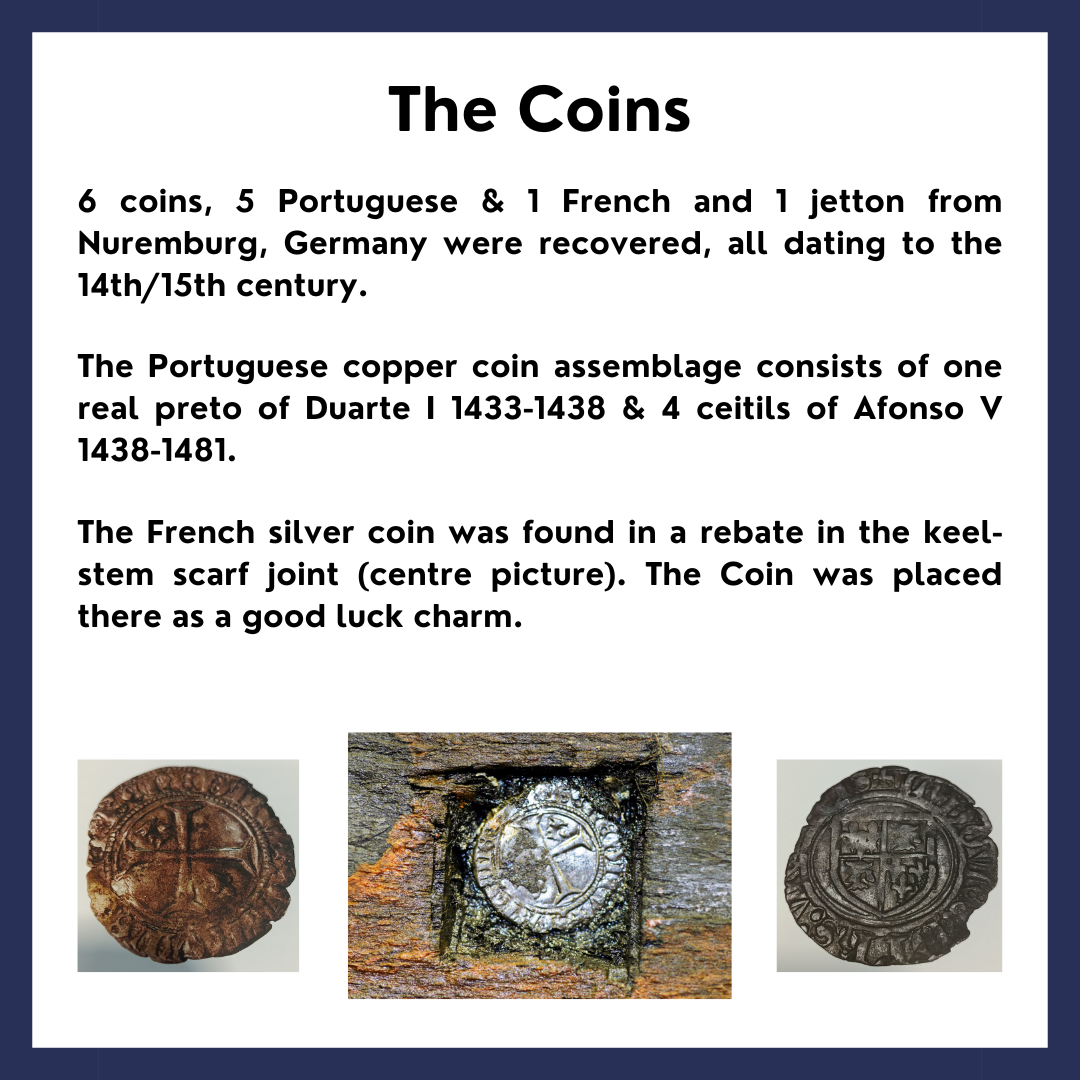 The Coins
6 coins, 5 Portuguese & 1 French and 1 jetton from
Nuremburg, Germany were recovered, all dating to the
14th/15th century.
The Portuguese copper coin assemblage consists of one
real preto of Duarte I 1433-1438 & 4 ceitils of Afonso V
1438-1481.
The French silver coin was found in a rebate in the keel-
stem scarf joint (centre picture). The Coin was placed
there as a good luck charm.